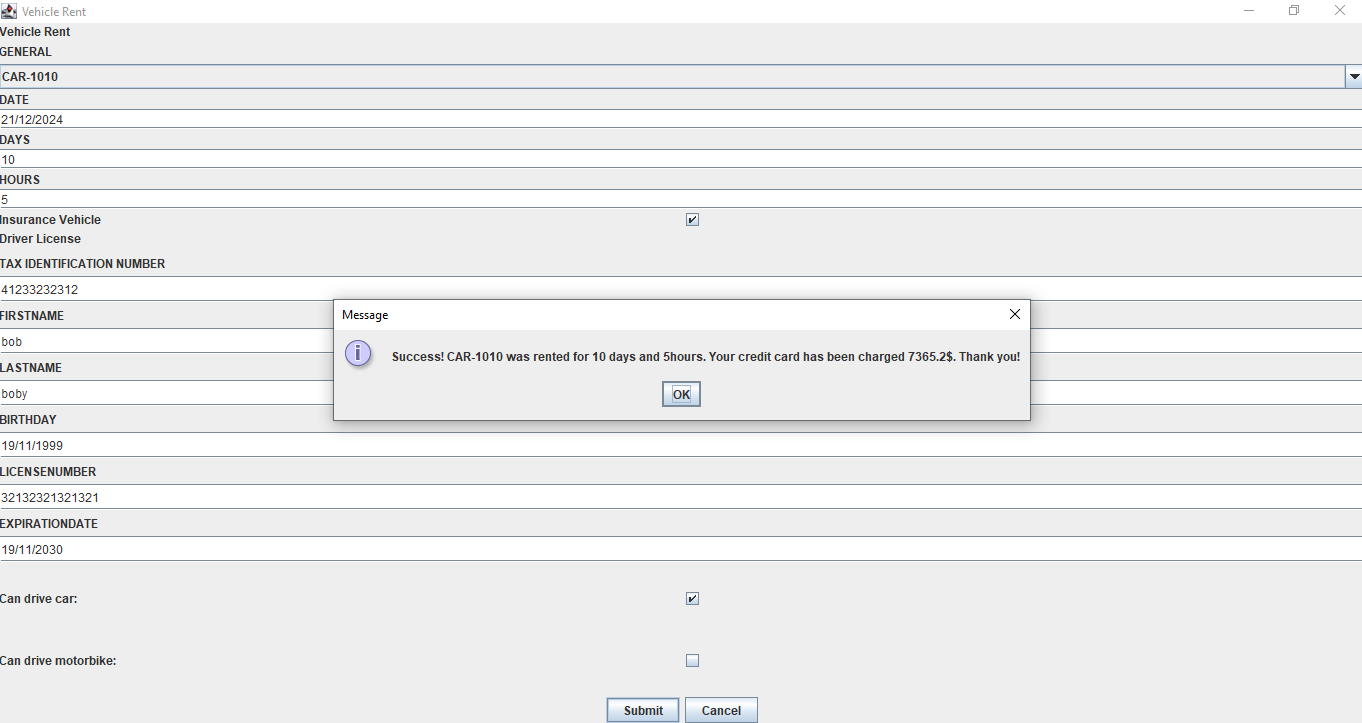 Vehicle Rent
Vehicle Rent
GENERAL
CAR-1010
DATE
21/12/2024
DAYS
10
HOURS
5
Insurance Vehicle
Driver License
TAX IDENTIFICATION NUMBER
41233232312
FIRSTNAME
bob
LASTNAME
boby
BIRTHDAY
19/11/1999
LICENSENUMBER
32132321321321
EXPIRATIONDATE
19/11/2030
Can drive car:
Can drive motorbike:
Submit Cancel
Message
Success! CAR-1010 was rented for 10 days and 5hours. Your credit card has been charged 7365.2$. Thank you!
OK